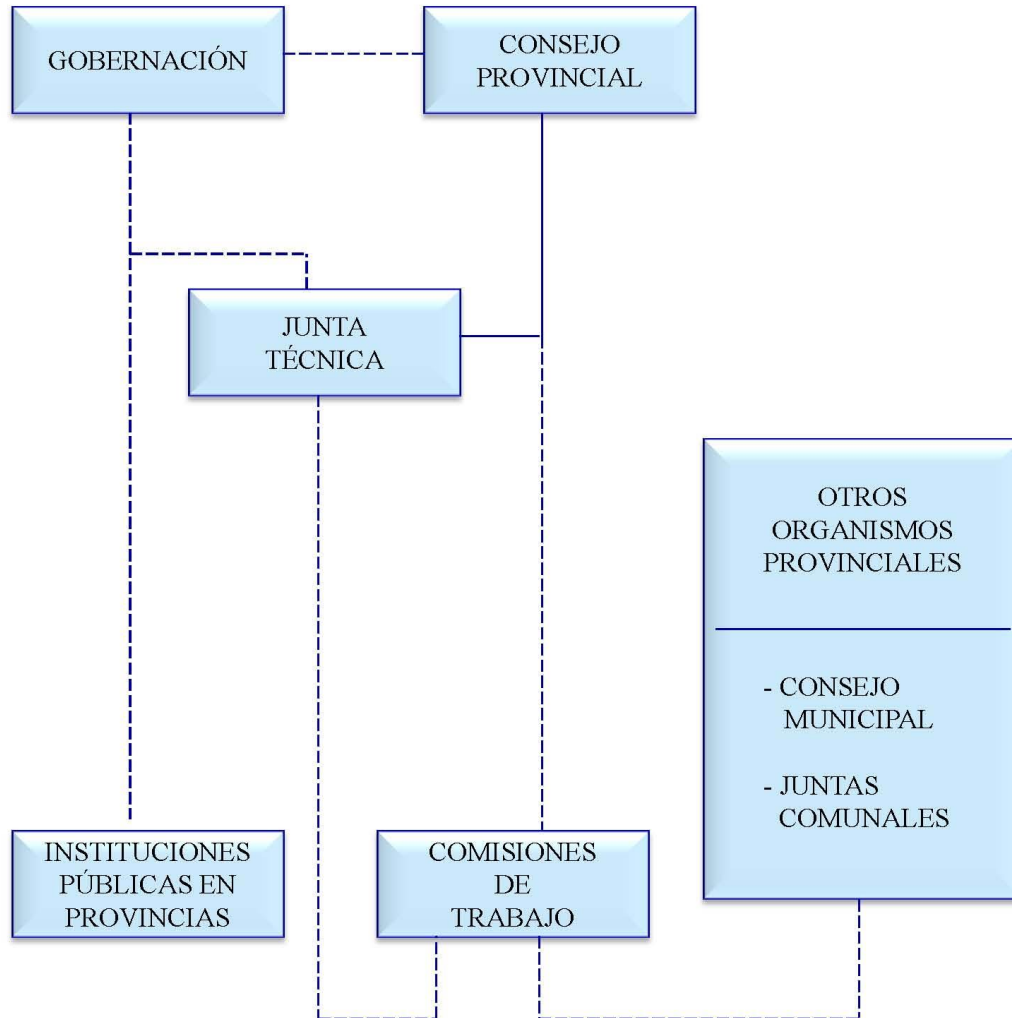 GOBERNACIÓN
CONSEJO
PROVINCIAL
JUNTA
TÉCNICA
OTROS
ORGANISMOS
PROVINCIALES
- CONSEJO
MUNICIPAL
- JUNTAS
COMUNALES
INSTITUCIONES
PÚBLICAS EN
PROVINCIAS
COMISIONES
DE
TRABAJO